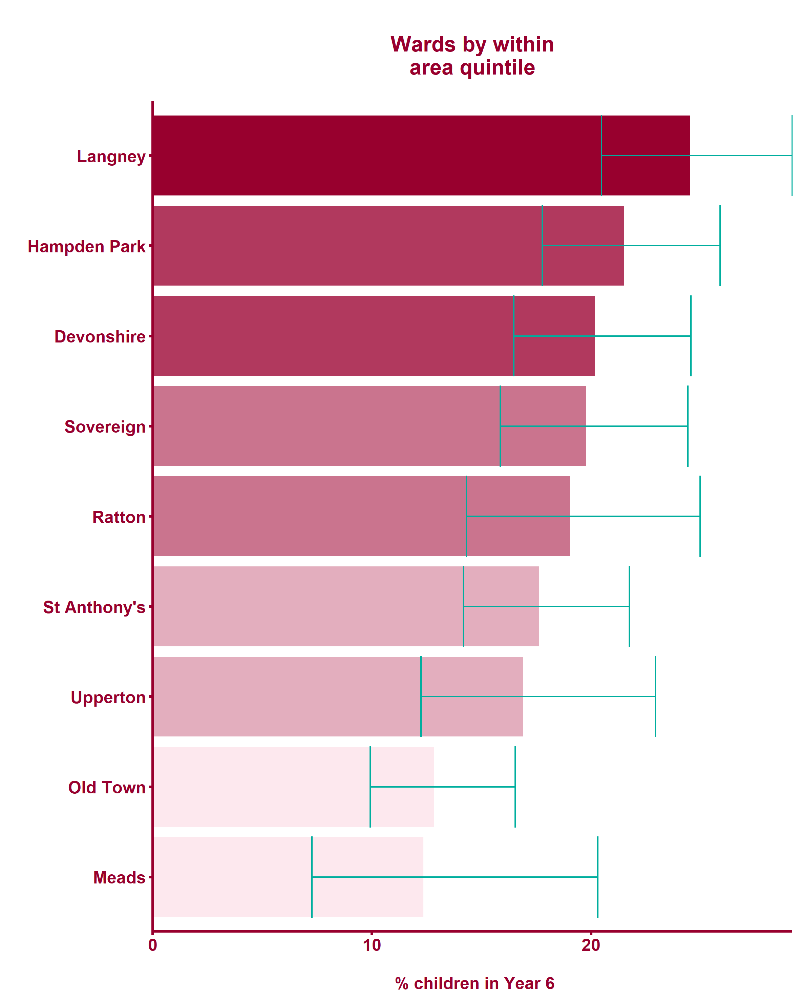 Wards by within
area quintile
Langney
Hampden Park
Devonshire
Sovereign
Ratton
St Anthony's
Upperton
Old Town
Meads
0 10 20
% children in Year 6